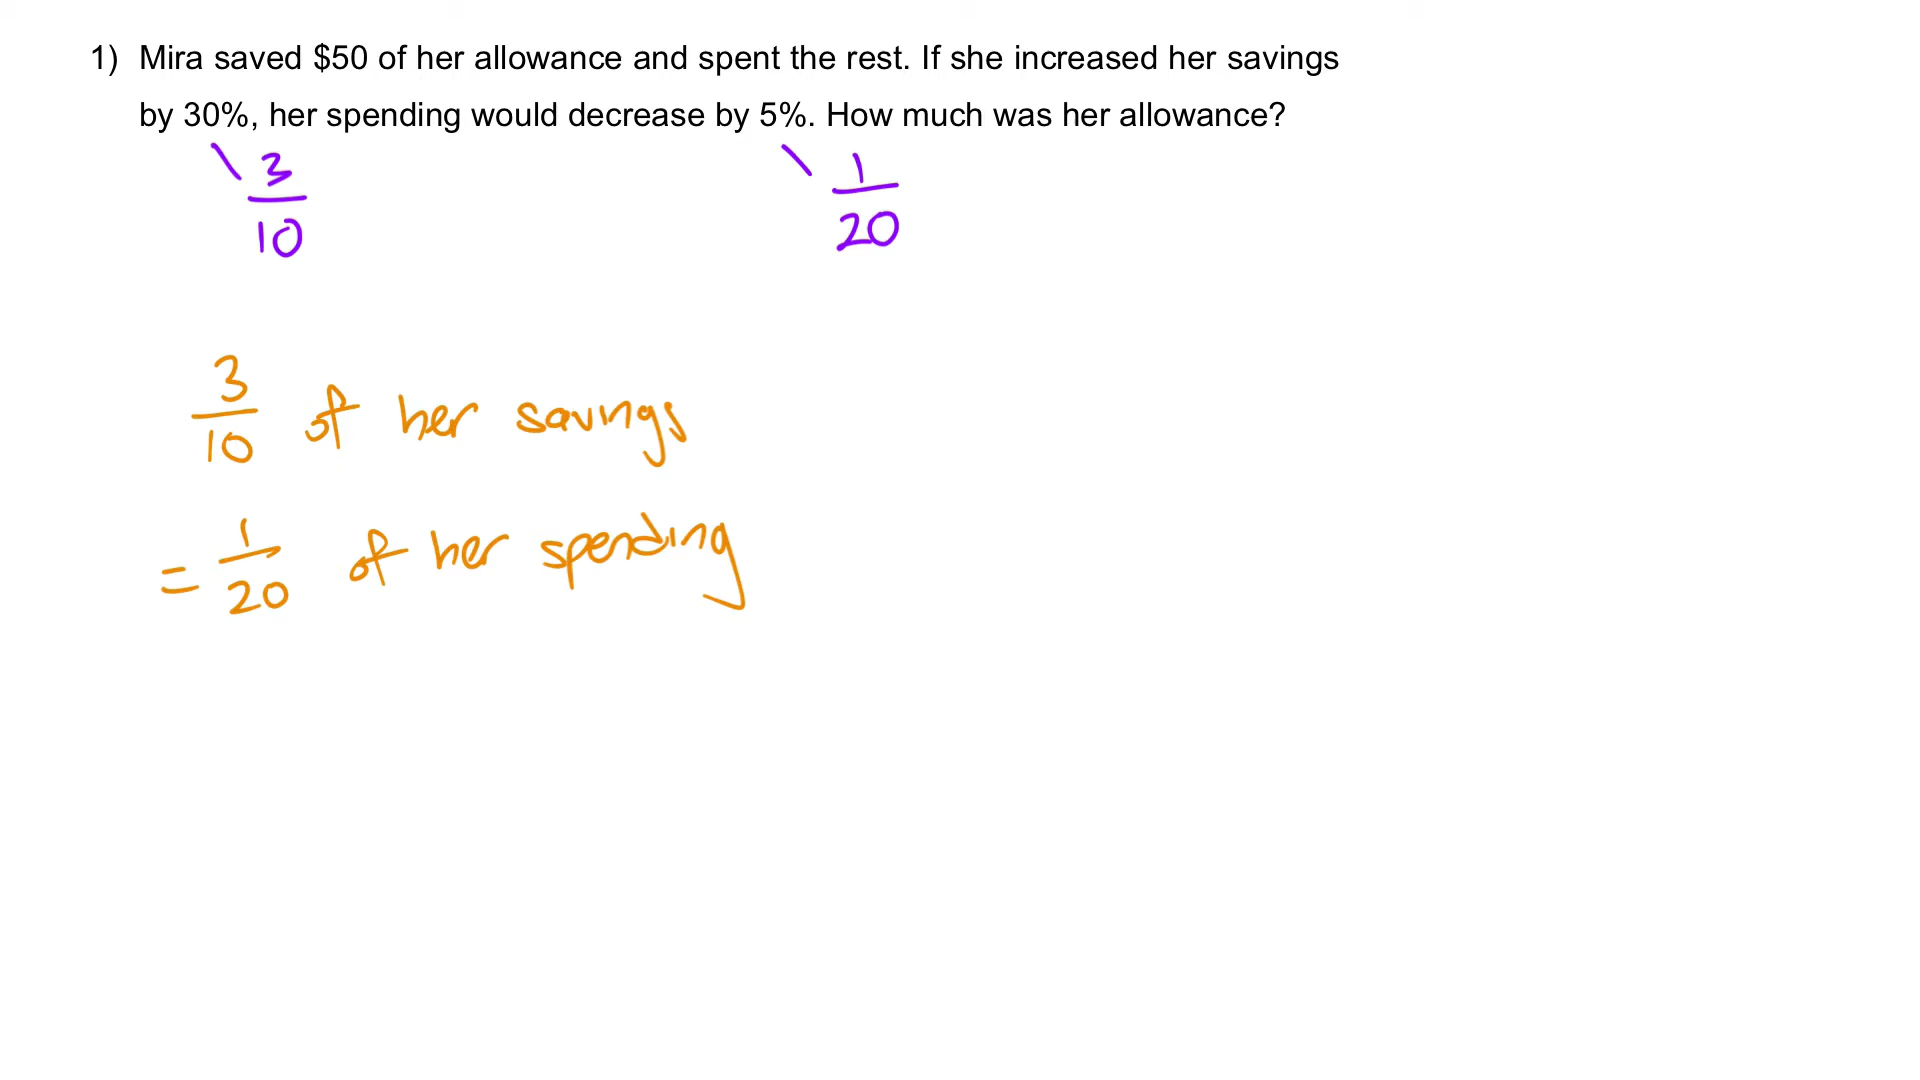 1) Mira saved $50 of her allowance and spent the rest. If she increased her savings
by 30%, her spending would decrease by 5%. How much was her allowance?
3/10 1/20
3/10 of her savings
= 1/20 of her spending